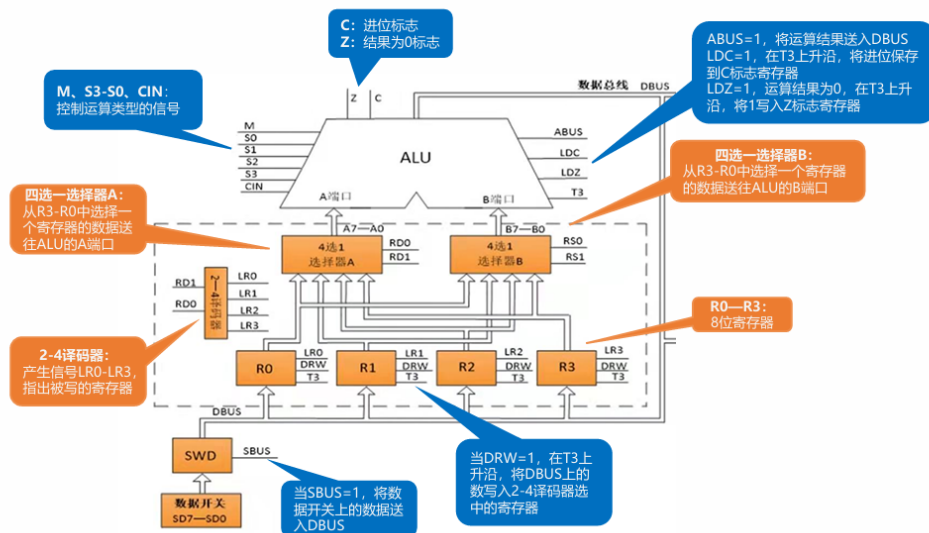 C：进位标志
Z：结果为0标志
M、S3-S0、CIN：
控制运算类型的信号
ABUS=1，将运算结果送入DBUS
LDC=1，在T3上升沿，将进位保存
到C标志寄存器
LDZ=1，运算结果为0，在T3上升
沿，将1写入Z标志寄存器
数据总线 DBUS
Z
C
M
S0
S1
S2
S3
CIN
ALU
A端口
B端口
ABUS
LDC
LDZ
T3
四选一选择器A：
从R3-R0中选择一
个寄存器的数据送
往ALU的A端口
四选一选择器B：
从R3-R0中选择一个寄存器
的数据送往ALU的B端口
A7—A0
B7—B0
4选1
选择器A
RD0
RD1
4选1
选择器B
RS0
RS1
RD1
RD0
2—4译码器
LR0
LR1
LR2
LR3
2-4译码器：
产生信号LR0-LR3，
指出被写的寄存器
R0—R3：
8位寄存器
R0
LR0
DRW
T3
R1
LR1
DRW
T3
R2
LR2
DRW
T3
R3
LR3
DRW
T3
DBUS
SWD
SBUS
数据开关
SD7—SD0
当SBUS=1，将数
据开关上的数据送
入DBUS
当DRW=1，在T3上
升沿，将DBUS上的
数写入2-4译码器选
中的寄存器